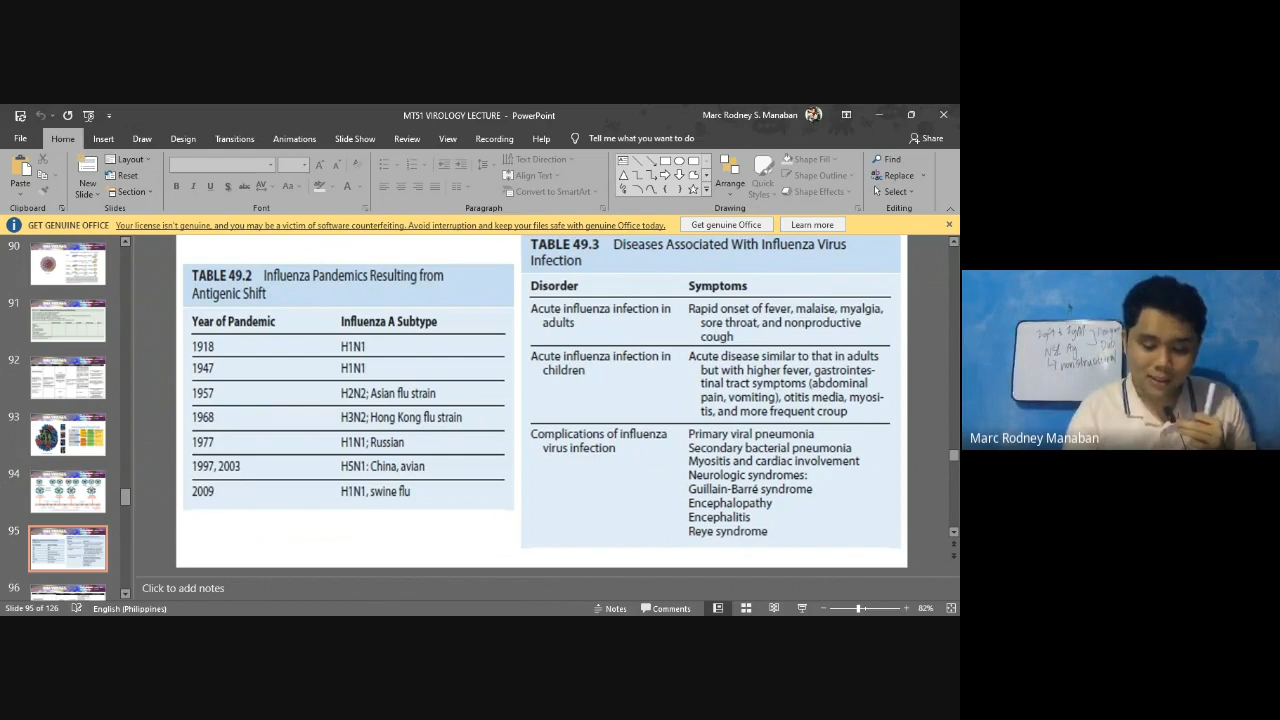 MT51 VIROLOGY LECTURE - PowerPoint
Marc Rodney S. Manaban
File
Home
Insert
Draw
Design
Transitions
Animations
Slide Show
Review
View
Recording
Help
Tell me what you want to do
Share
Paste
New
Slide
Layout
Reset
Section
Text Direction
Align Text
Convert to SmartArt
Arrange
Quick
Styles
Shape Fill
Shape Outline
Shape Effects
Find
Replace
Select
Clipboard
Slides
Font
Paragraph
Drawing
Editing
GET GENUINE OFFICE Your license isn't genuine, and you may be a victim of software counterfeiting. Avoid interruption and keep your files safe with genuine Office today.
Get genuine Office
Learn more
90
91
92
93
94
95
96
TABLE 49.2 Influenza Pandemics Resulting from
Antigenic Shift
Year of Pandemic Influenza A Subtype
1918 H1N1
1947 H1N1
1957 H2N2; Asian flu strain
1968 H3N2; Hong Kong flu strain
1977 H1N1; Russian
1997, 2003 H5N1: China, avian
2009 H1N1, swine flu
TABLE 49.3 Diseases Associated With Influenza Virus
Infection
Disorder Symptoms
Acute influenza infection in
adults
Rapid onset of fever, malaise, myalgia,
sore throat, and nonproductive
cough
Acute influenza infection in
children
Acute disease similar to that in adults
but with higher fever, gastrointes-
tinal tract symptoms (abdominal
pain, vomiting), otitis media, myosi-
tis, and more frequent croup
Complications of influenza
virus infection
Primary viral pneumonia
Secondary bacterial pneumonia
Myositis and cardiac involvement
Neurologic syndromes:
Guillain-Barré syndrome
Encephalopathy
Encephalitis
Reye syndrome
Click to add notes
Slide 95 of 126
English (Philippines)
Notes
Comments
82%
IgM
NS1 Ag
nonstructural
Marc Rodney Manaban